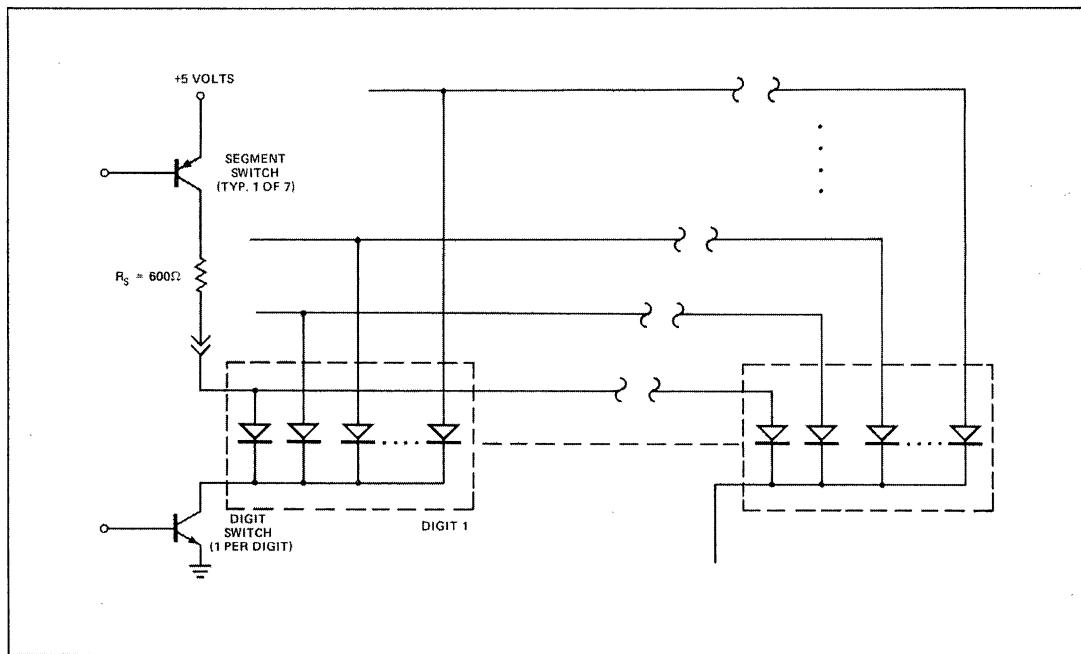 +5 VOLTS
SEGMENT
SWITCH
(TYP. 1 OF 7)
R_S = 600Ω
DIGIT
SWITCH
(1 PER DIGIT)
DIGIT 1